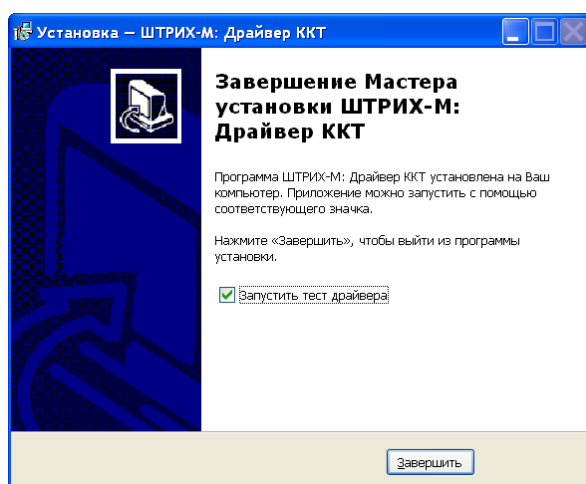 Установка — ШТРИХ-М: Драйвер ККТ
Завершение Мастера
установки ШТРИХ-М:
Драйвер ККТ
Программа ШТРИХ-М: Драйвер ККТ установлена на Ваш
компьютер. Приложение можно запустить с помощью
соответствующего значка.
Нажмите «Завершить», чтобы выйти из программы
установки.
Запустить тест драйвера
Завершить